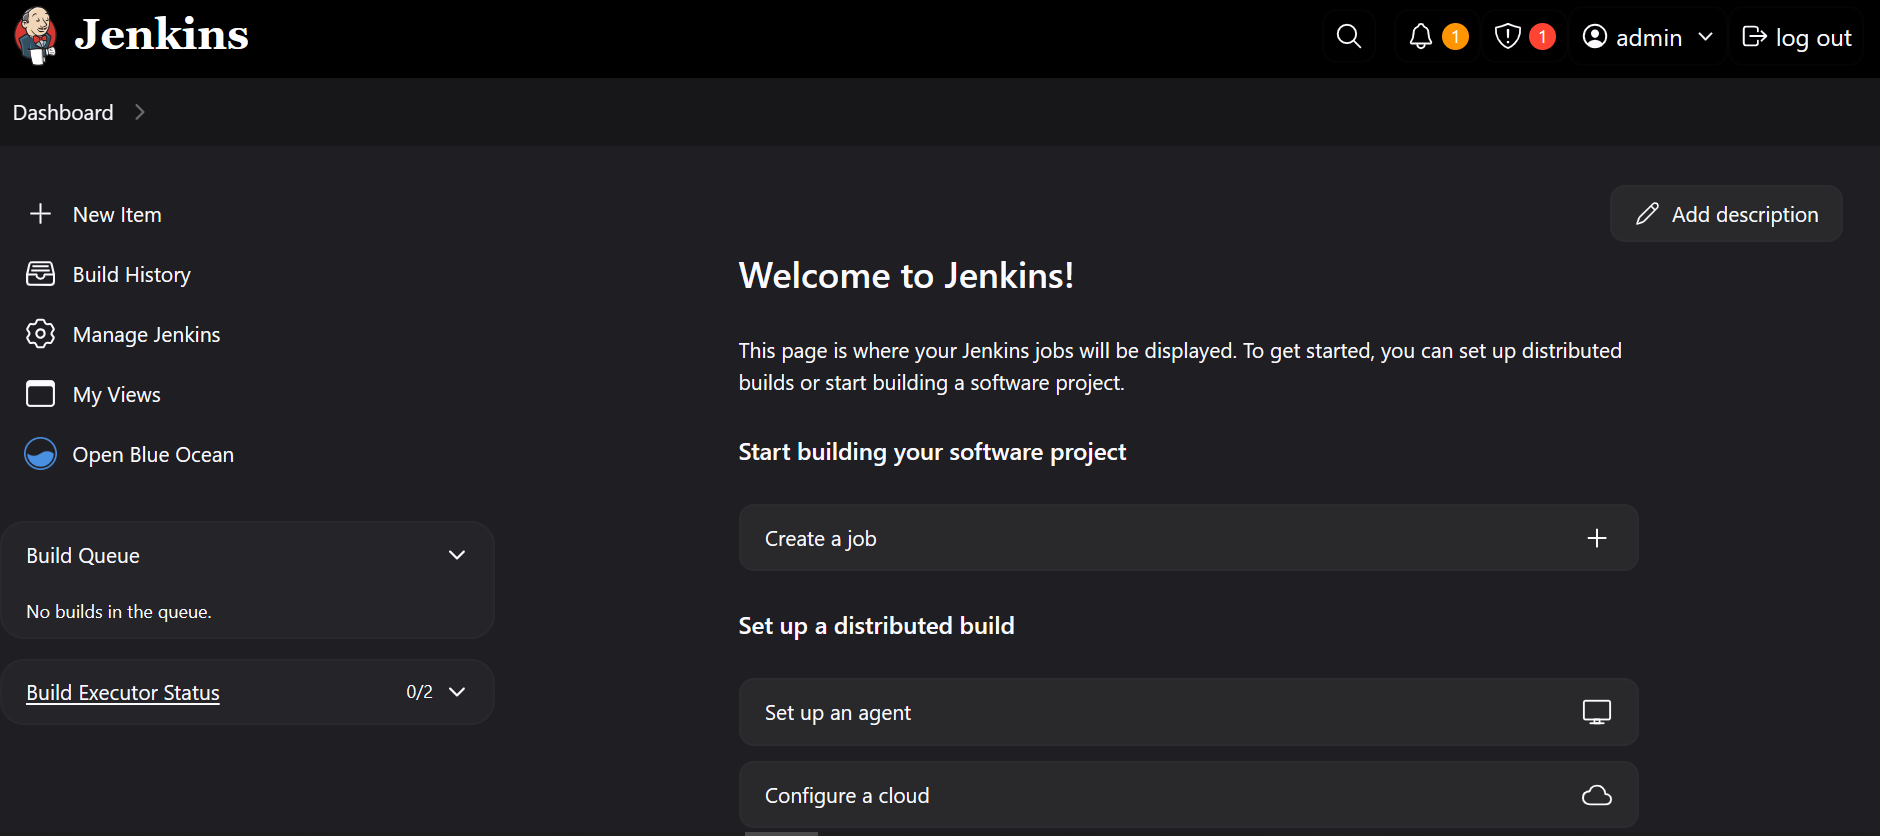 Jenkins
1
1
admin
log out
Dashboard
New Item
Build History
Manage Jenkins
My Views
Open Blue Ocean
Build Queue
No builds in the queue.
Build Executor Status
0/2
Add description
Welcome to Jenkins!
This page is where your Jenkins jobs will be displayed. To get started, you can set up distributed
builds or start building a software project.
Start building your software project
Create a job
Set up a distributed build
Set up an agent
Configure a cloud